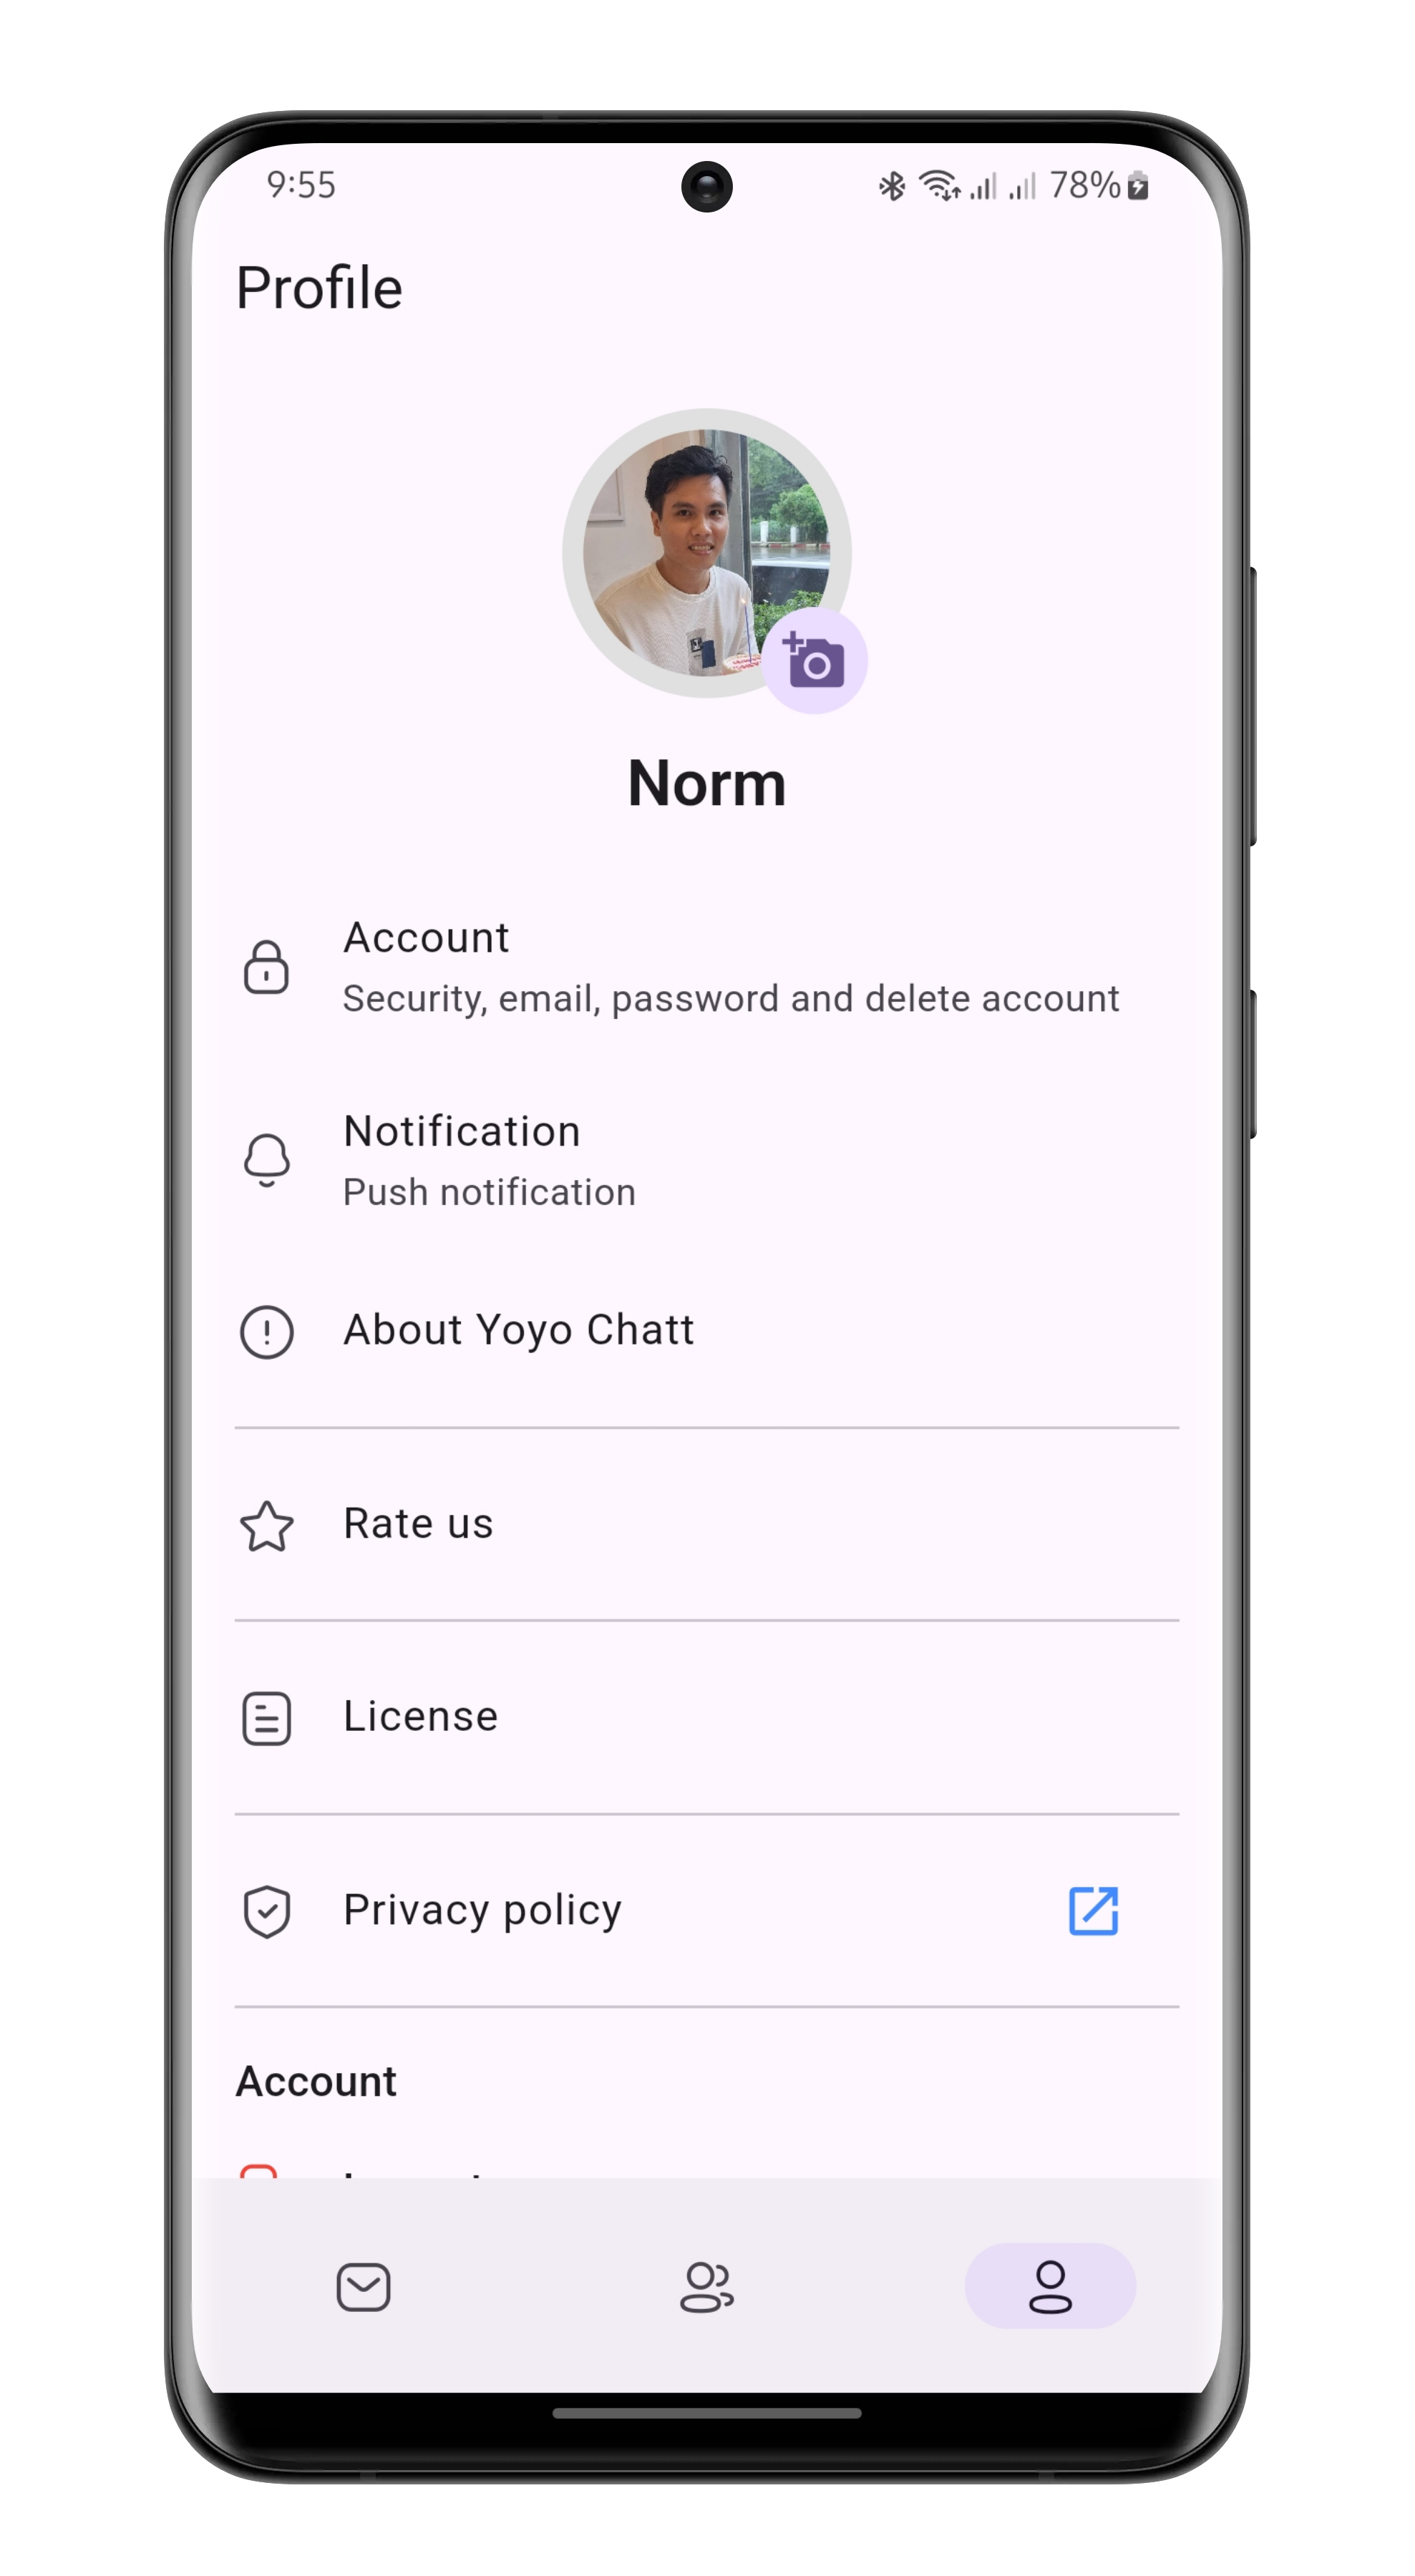 9:55
78%
Profile
Norm
Account
Security, email, password and delete account
Notification
Push notification
About Yoyo Chatt
Rate us
License
Privacy policy
Account